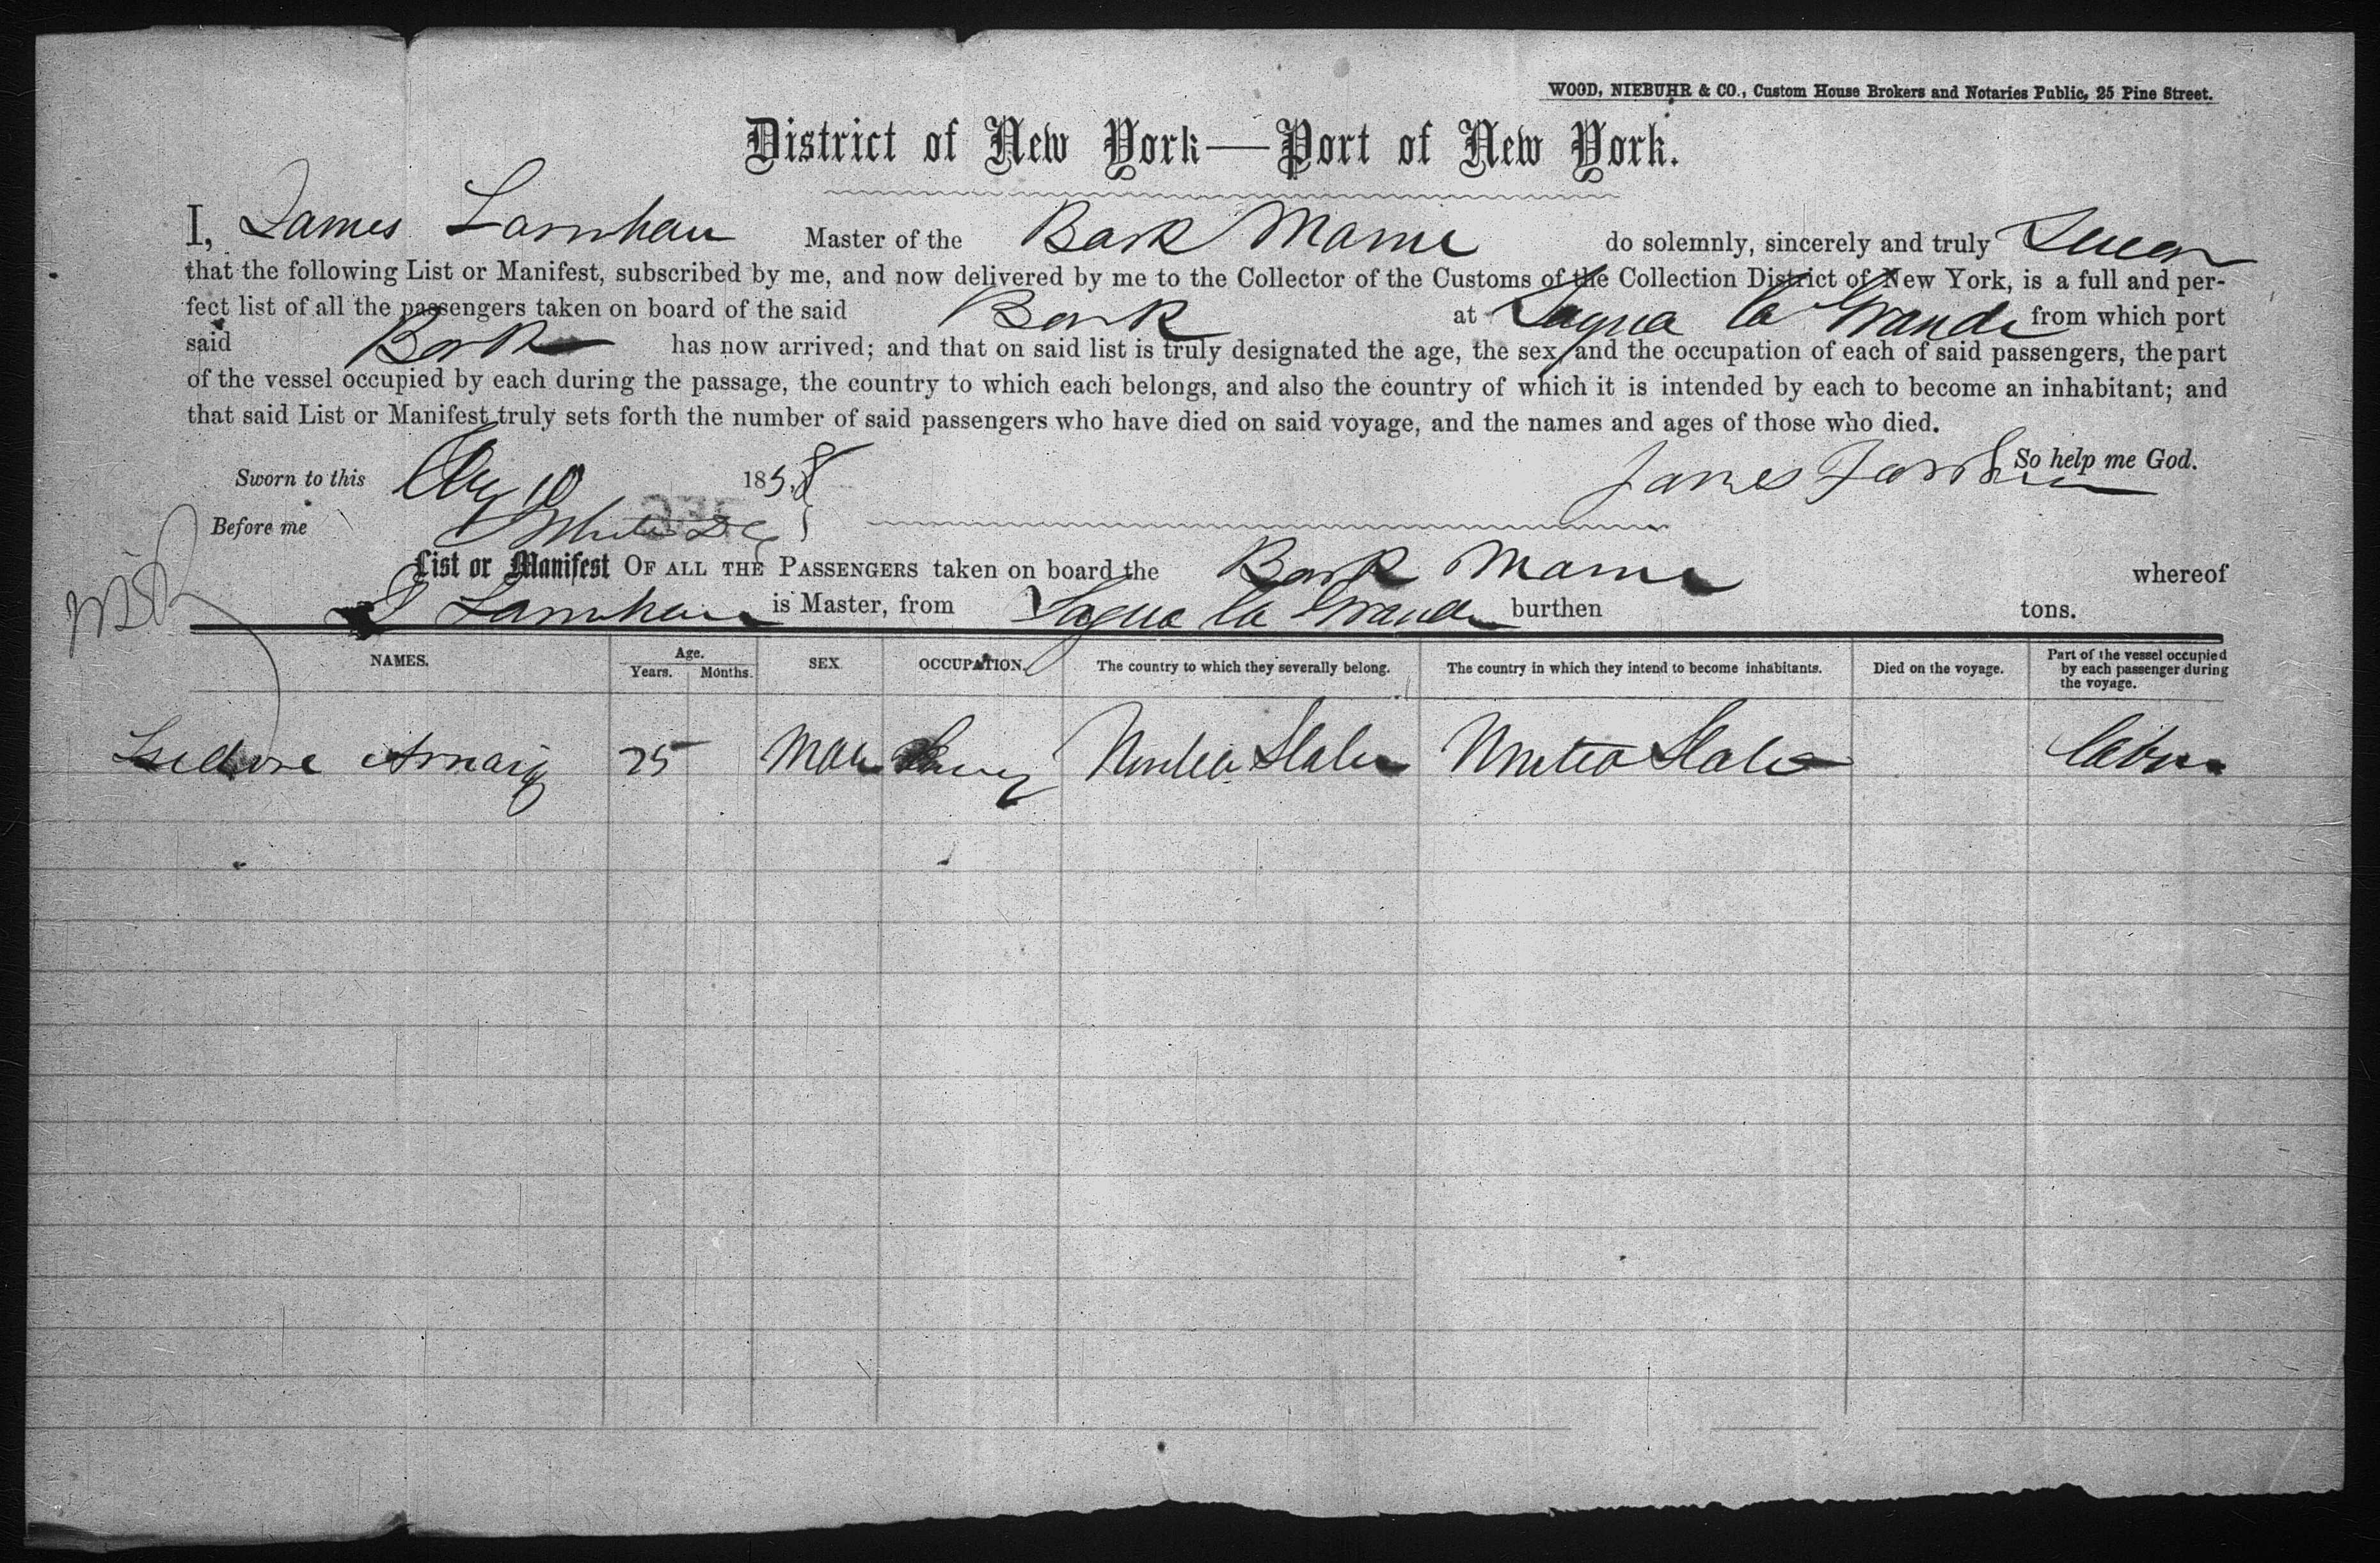 WOOD, NIEBUHR & CO., Custom House Brokers and Notaries Public, 25 Pine Street.
District of New York—Port of New York.
I, James Master of the Bark do solemnly, sincerely and truly Swear
that the following List or Manifest, subscribed by me, and now delivered by me to the Collector of the Customs of the Collection District of New York, is a full and per-
fect list of all the passengers taken on board of the said Bark at Sagua la Grande from which port
said Bark has now arrived; and that on said list is truly designated the age, the sex, and the occupation of each of said passengers, the part
of the vessel occupied by each during the passage, the country to which each belongs, and also the country of which it is intended by each to become an inhabitant; and
that said List or Manifest truly sets forth the number of said passengers who have died on said voyage, and the names and ages of those who died.
So help me God.
Sworn to this 10 1858 James
Before me
List or Manifest OF ALL THE PASSENGERS taken on board the Bark whereof
is Master, from Sagua la Grande burthen tons.
NAMES. Age. Years. Months. SEX. OCCUPATION. The country to which they severally belong. The country in which they intend to become inhabitants. Died on the voyage. Part of the vessel occupied by each passenger during the voyage.
Isidore 25 Male United States United States Cabin